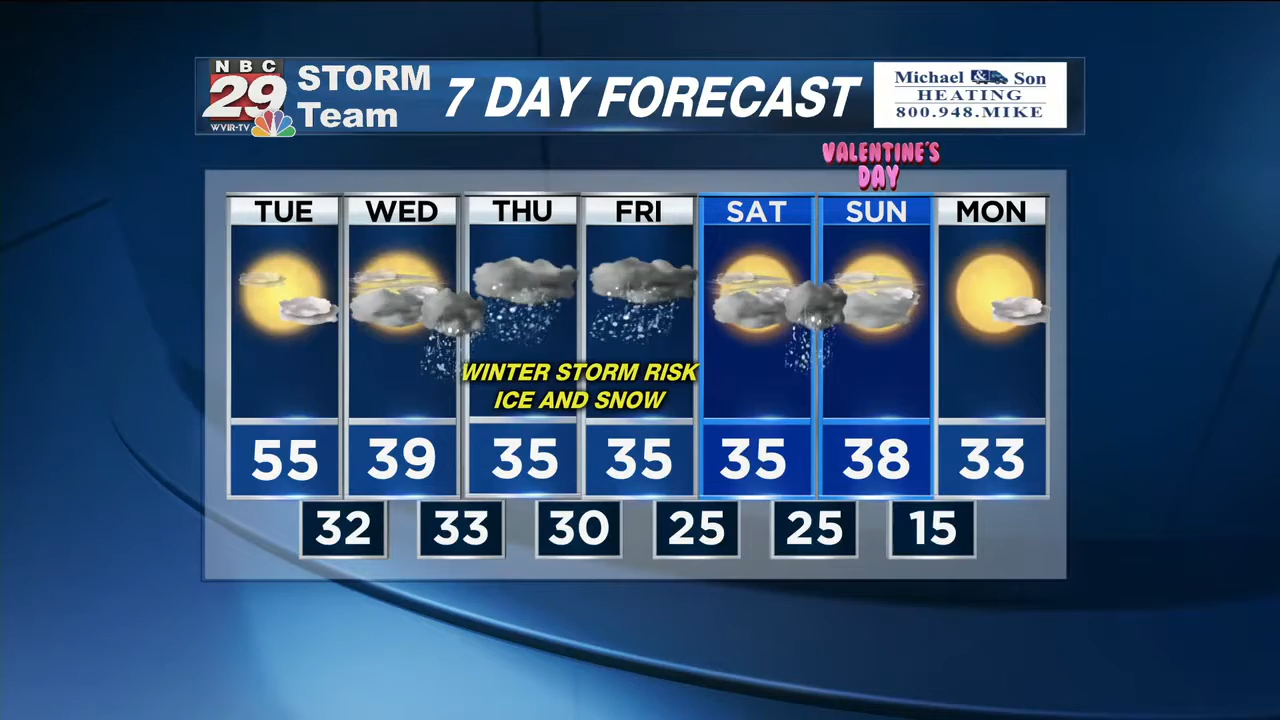 NBC
29
WVIR-TV
STORM
Team
7 DAY FORECAST
Michael & Son
HEATING
800.948.MIKE
VALENTINE'S
DAY
TUE WED THU FRI SAT SUN MON
WINTER STORM RISK
ICE AND SNOW
55 39 35 35 35 38 33
32 33 30 25 25 15